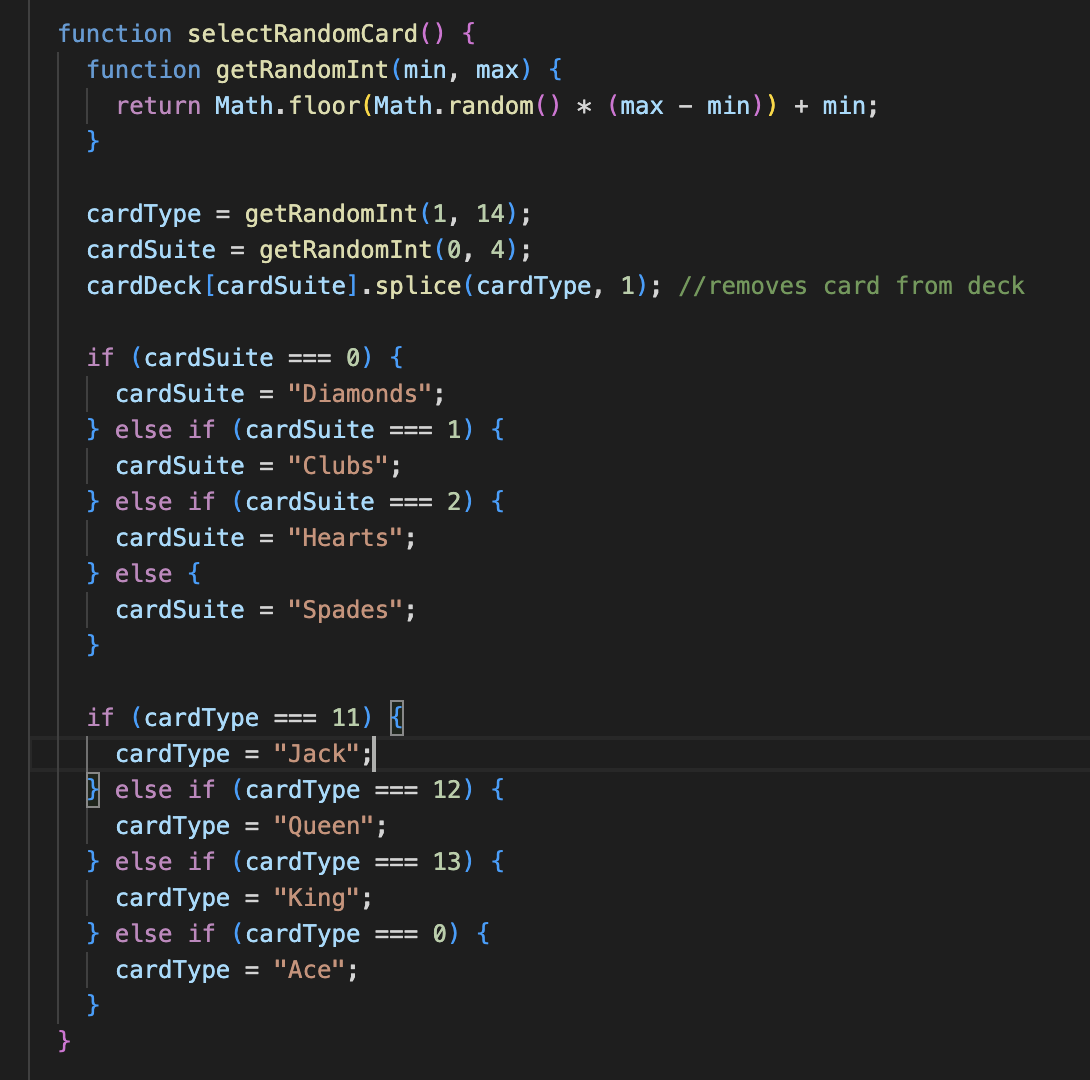 function selectRandomCard() {
  function getRandomInt(min, max) {
    return Math.floor(Math.random() * (max - min)) + min;
  }

  cardType = getRandomInt(1, 14);
  cardSuite = getRandomInt(0, 4);
  cardDeck[cardSuite].splice(cardType, 1); //removes card from deck

  if (cardSuite === 0) {
    cardSuite = "Diamonds";
  } else if (cardSuite === 1) {
    cardSuite = "Clubs";
  } else if (cardSuite === 2) {
    cardSuite = "Hearts";
  } else {
    cardSuite = "Spades";
  }

  if (cardType === 11) {
    cardType = "Jack";
  } else if (cardType === 12) {
    cardType = "Queen";
  } else if (cardType === 13) {
    cardType = "King";
  } else if (cardType === 0) {
    cardType = "Ace";
  }
}